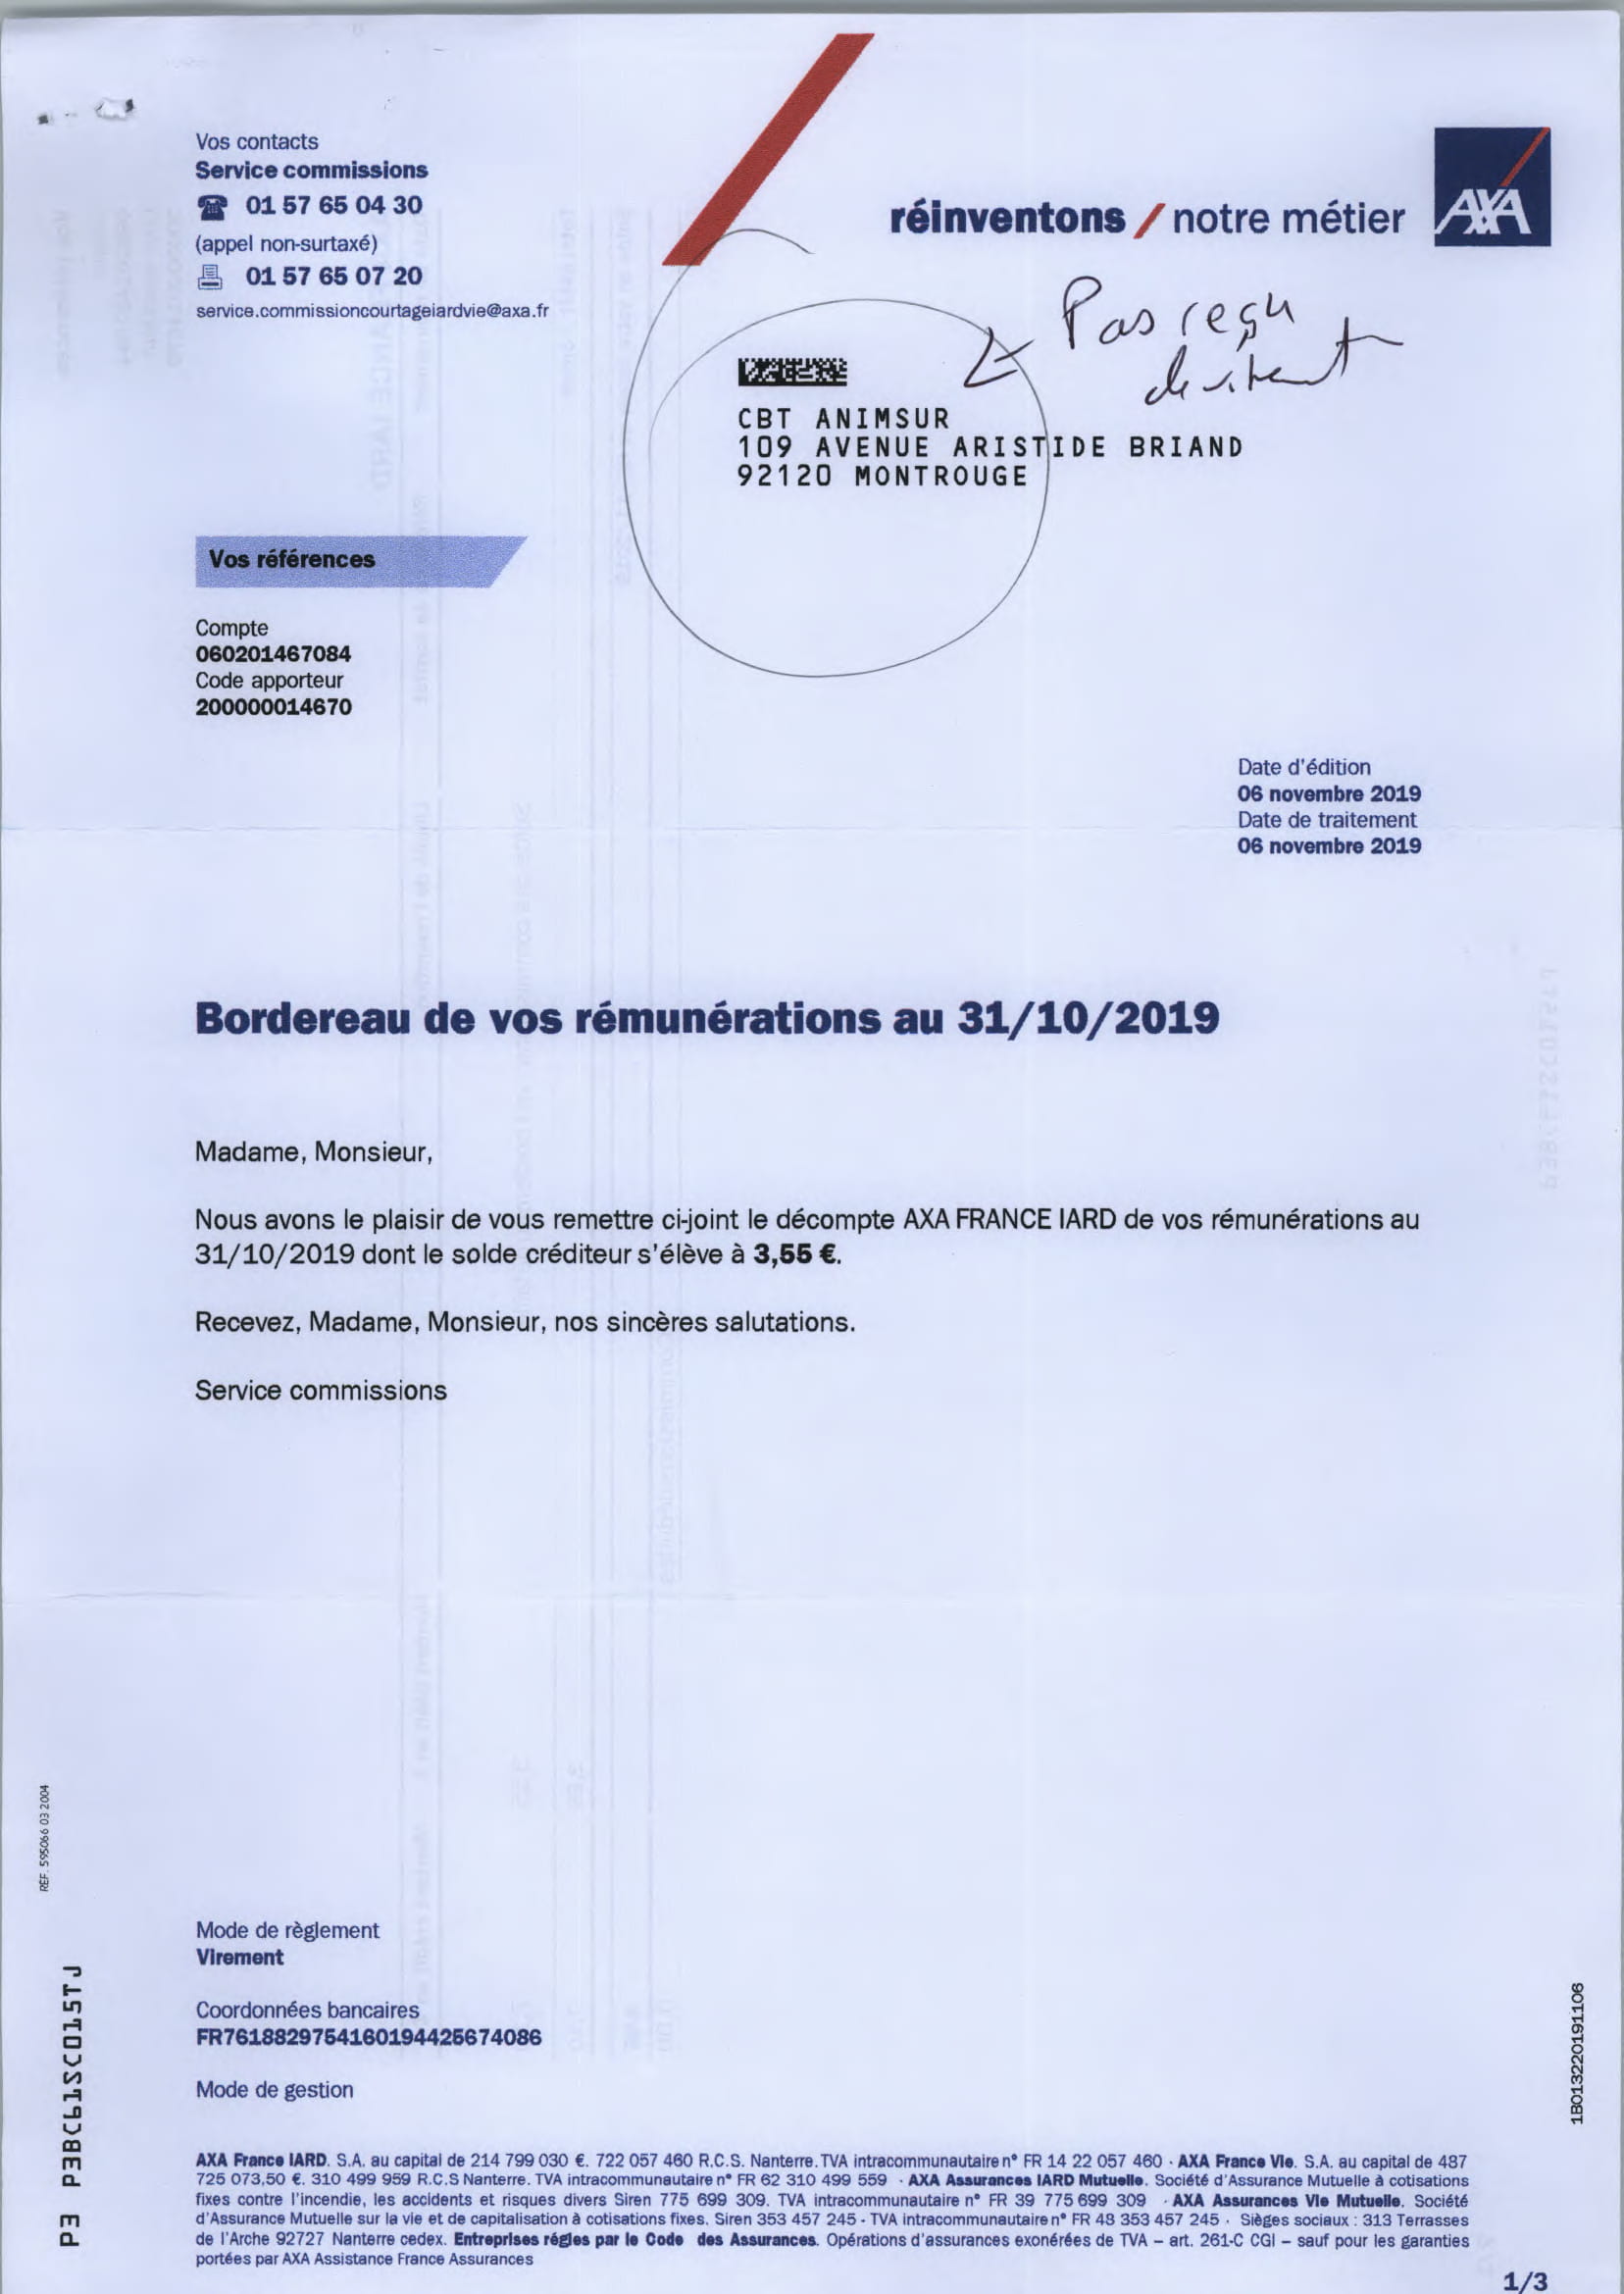 Vos contacts
Service commissions
01 57 65 04 30
(appel non-surtaxé)
01 57 65 07 20
service.commissioncourtageiardvie@axa.fr
réinventons / notre métier
AXA
Pas reçu
CBT ANIMSUR
109 AVENUE ARISTIDE BRIAND
92120 MONTROUGE
Vos références
Compte
060201467084
Code apporteur
200000014670
Date d'édition
06 novembre 2019
Date de traitement
06 novembre 2019
Bordereau de vos rémunérations au 31/10/2019
Madame, Monsieur,
Nous avons le plaisir de vous remettre ci-joint le décompte AXA FRANCE IARD de vos rémunérations au
31/10/2019 dont le solde créditeur s'élève à 3,55 €.
Recevez, Madame, Monsieur, nos sincères salutations.
Service commissions
REF. 595066 03 2004
P3 P3BC61SC015TJ
Mode de règlement
Virement
Coordonnées bancaires
FR7618829754160194425674086
Mode de gestion
1B013220191106
AXA France IARD. S.A. au capital de 214 799 030 €. 722 057 460 R.C.S. Nanterre. TVA intracommunautaire n° FR 14 22 057 460 · AXA France Vie. S.A. au capital de 487
725 073,50 €. 310 499 959 R.C.S Nanterre. TVA intracommunautaire n° FR 62 310 499 559 · AXA Assurances IARD Mutuelle. Société d'Assurance Mutuelle à cotisations
fixes contre l'incendie, les accidents et risques divers Siren 775 699 309. TVA intracommunautaire n° FR 39 775 699 309 · AXA Assurances Vie Mutuelle. Société
d'Assurance Mutuelle sur la vie et de capitalisation à cotisations fixes. Siren 353 457 245 - TVA intracommunautaire n° FR 48 353 457 245 · Sièges sociaux : 313 Terrasses
de l'Arche 92727 Nanterre cedex. Entreprises régies par le Code des Assurances. Opérations d'assurances exonérées de TVA – art. 261-C CGI – sauf pour les garanties
portées par AXA Assistance France Assurances
1/3